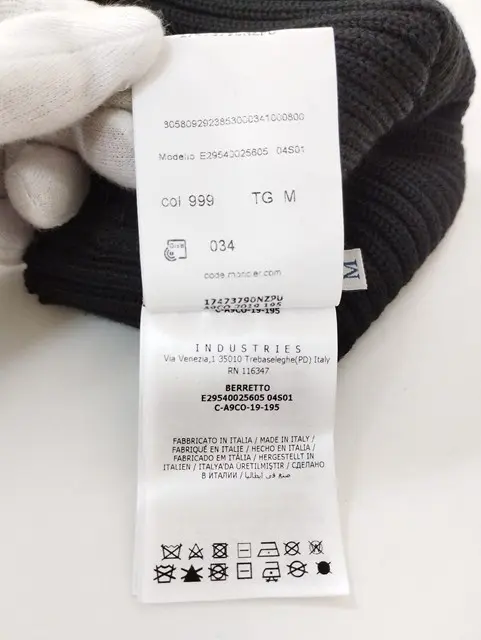 Modello E29540025605 04S01
col 999 TG M
034
code.moncler.com
M
17473790NZPU
C-A9CO-19-195
INDUSTRIES
Via Venezia,1 35010 Trebaseleghe(PD) Italy
RN 116347
BERRETTO
E29540025605 04S01
C-A9CO-19-195
FABBRICATO IN ITALIA / MADE IN ITALY /
FABRIQUÉ EN ITALIE / HECHO EN ITALIA /
FABRICADO EM ITÁLIA / HERGESTELLT IN
ITALIEN / ITALYA'DA ÜRETILMIŞTIR / СДЕЛАНО
В ИТАЛИИ / صنع في ايطاليا